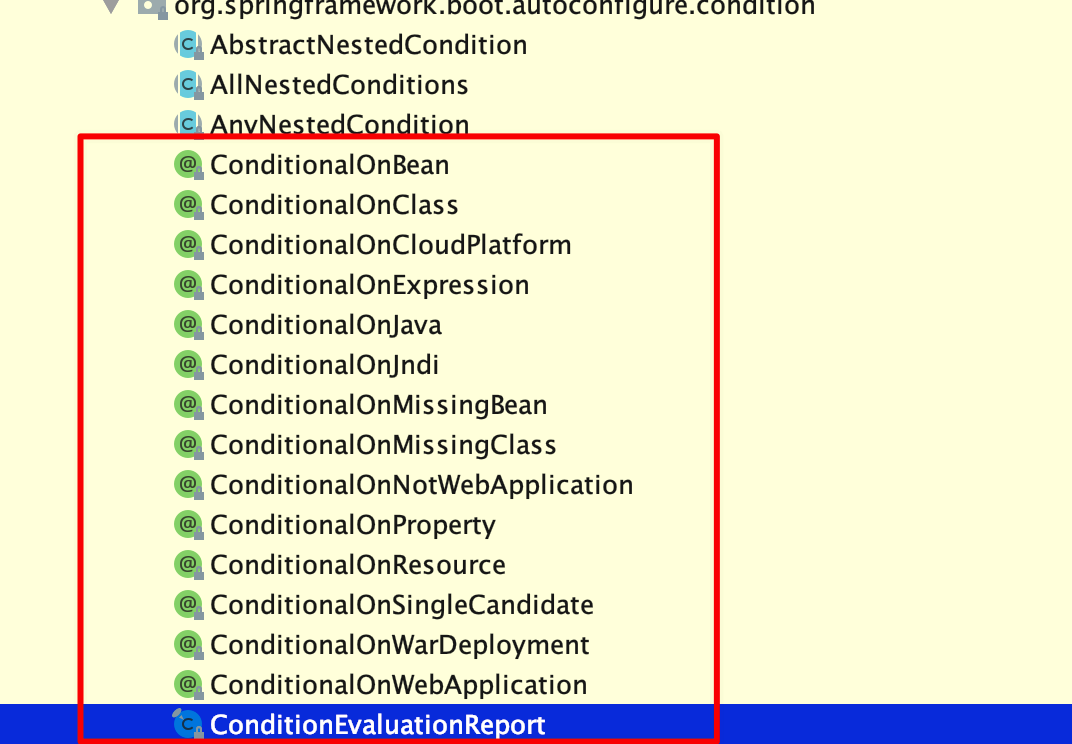 org.springframework.boot.autoconfigure.condition
AbstractNestedCondition
AllNestedConditions
AnyNestedCondition
ConditionalOnBean
ConditionalOnClass
ConditionalOnCloudPlatform
ConditionalOnExpression
ConditionalOnJava
ConditionalOnJndi
ConditionalOnMissingBean
ConditionalOnMissingClass
ConditionalOnNotWebApplication
ConditionalOnProperty
ConditionalOnResource
ConditionalOnSingleCandidate
ConditionalOnWarDeployment
ConditionalOnWebApplication
ConditionEvaluationReport